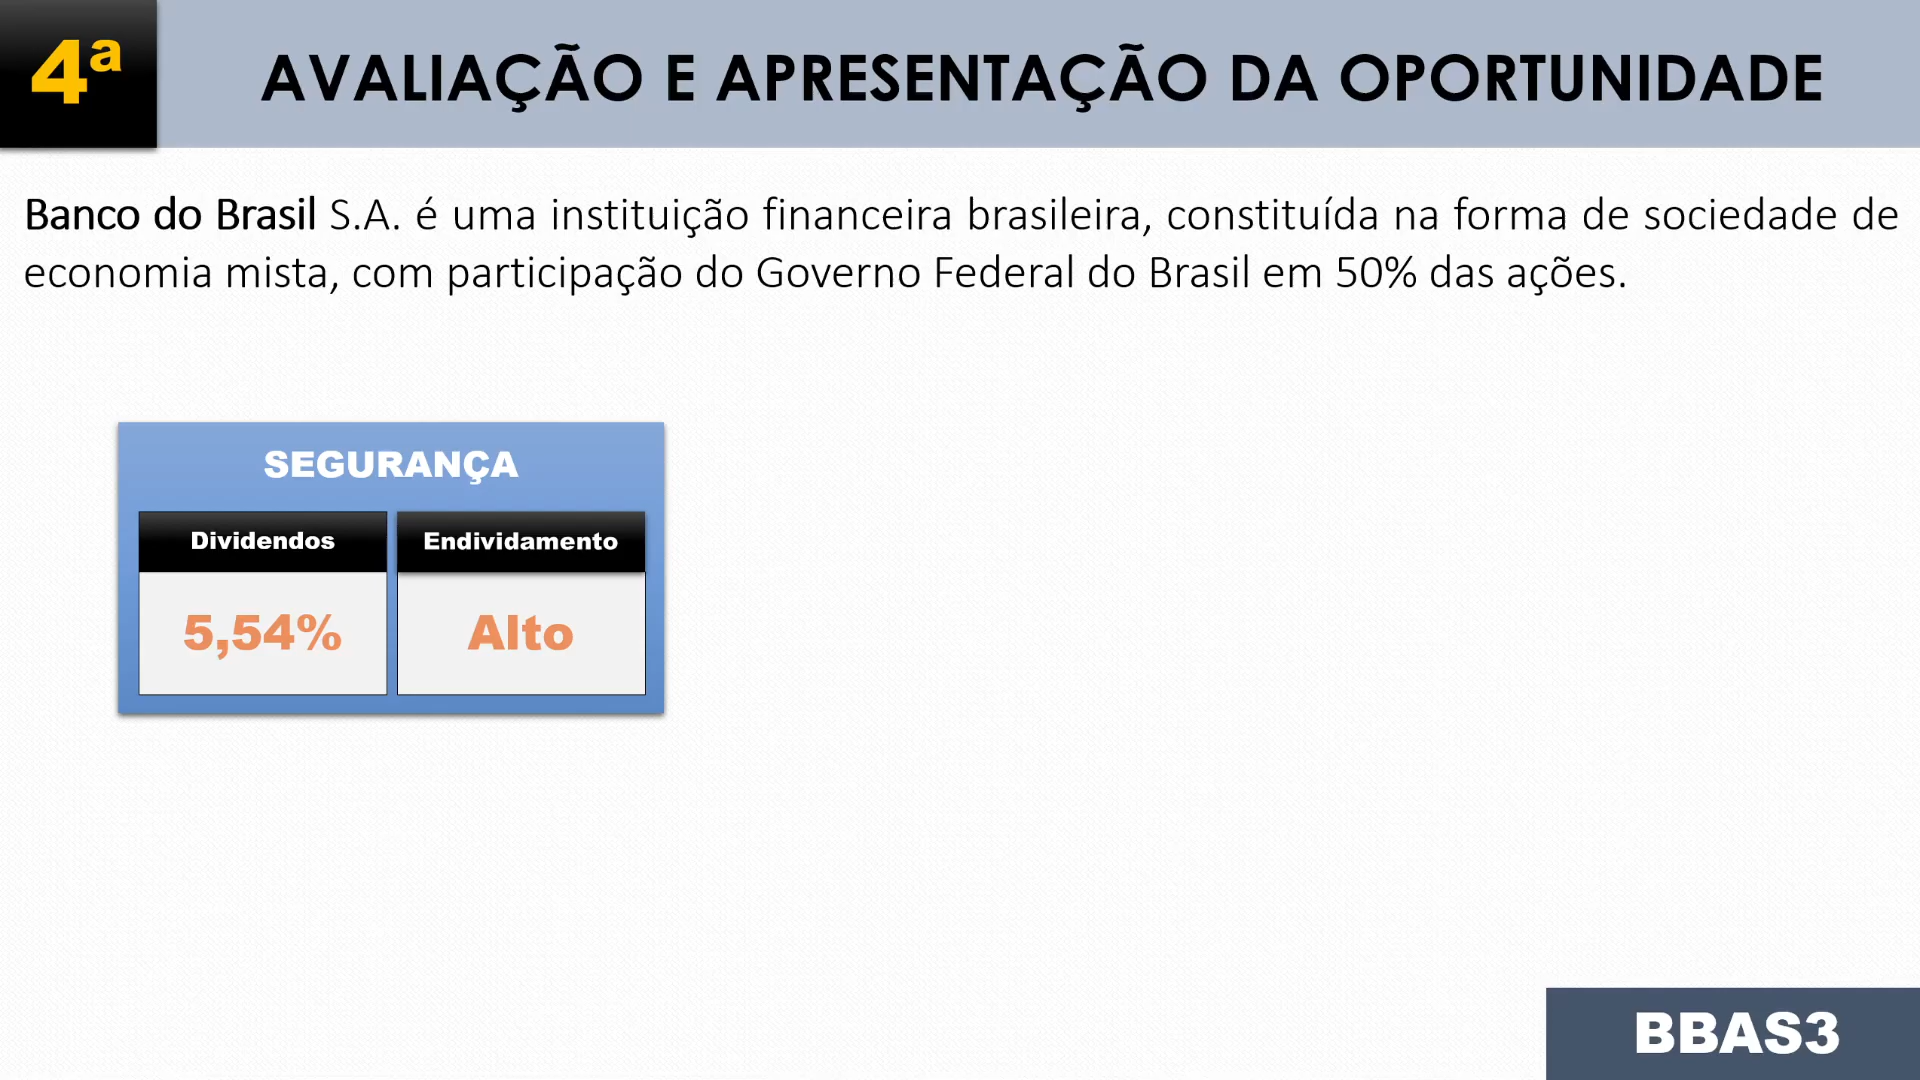 4ª
AVALIAÇÃO E APRESENTAÇÃO DA OPORTUNIDADE
Banco do Brasil S.A. é uma instituição financeira brasileira, constituída na forma de sociedade de
economia mista, com participação do Governo Federal do Brasil em 50% das ações.
SEGURANÇA
Dividendos
Endividamento
5,54%
Alto
BBAS3